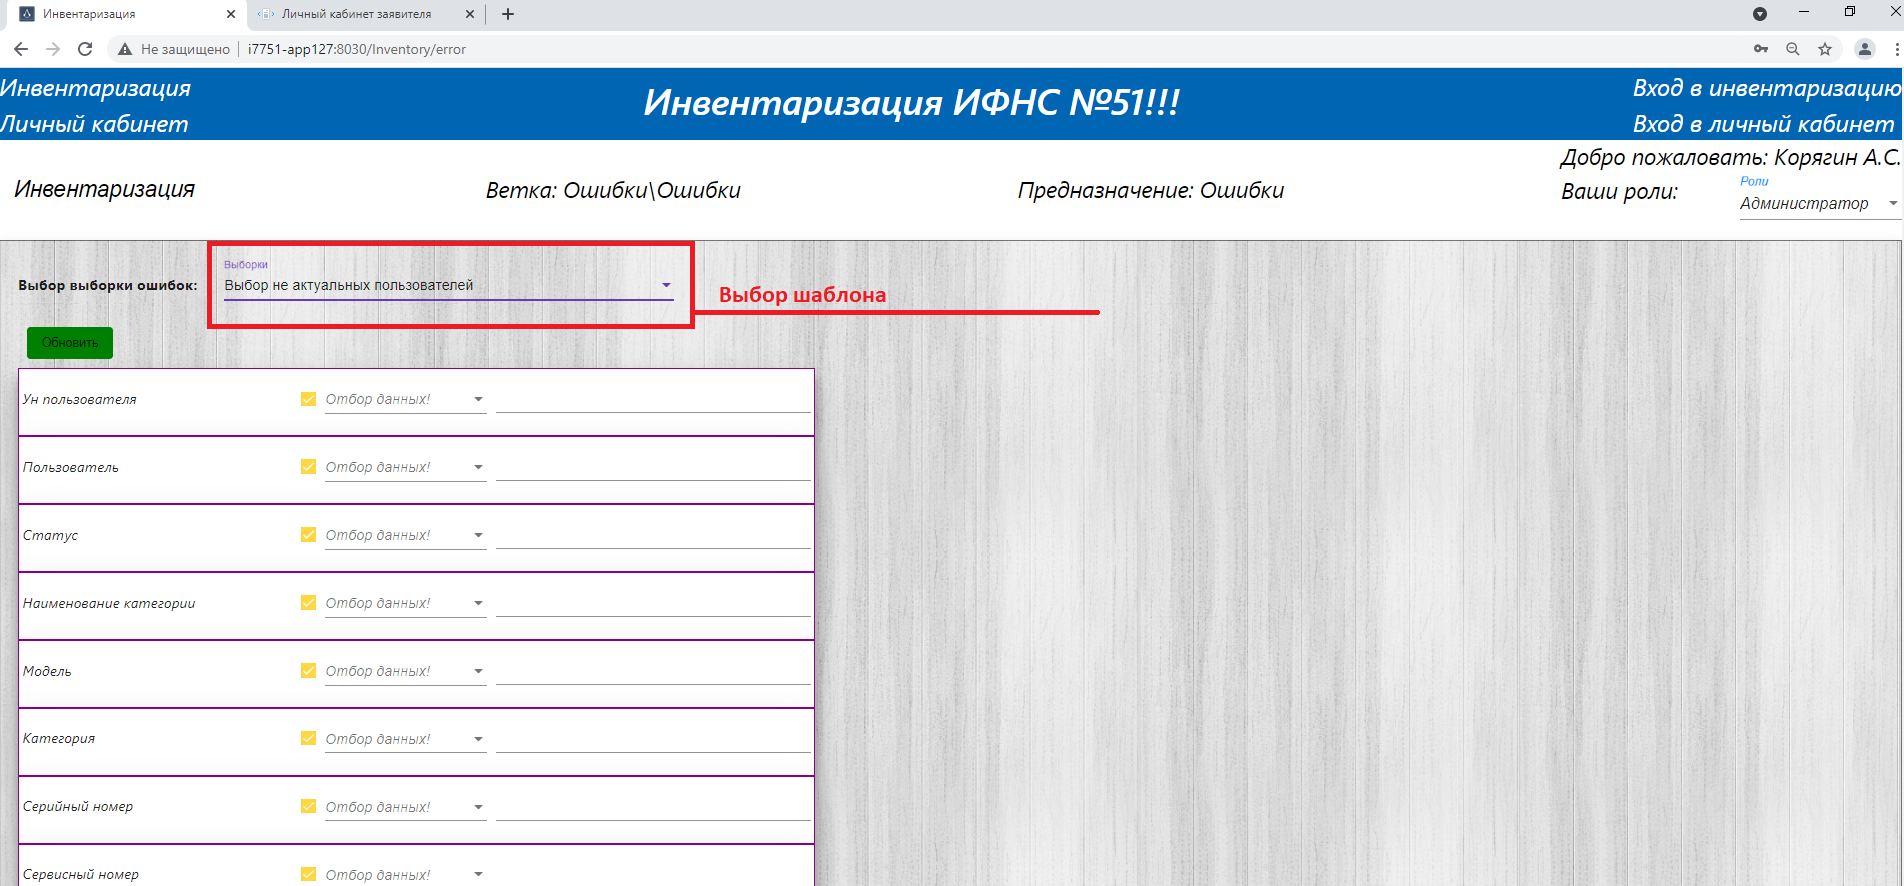 Инвентаризация
Личный кабинет заявителя
Не защищено
i7751-app127:8030/Inventory/error
Инвентаризация
Личный кабинет
Инвентаризация ИФНС №51!!!
Вход в инвентаризацию
Вход в личный кабинет
Добро пожаловать: Корягин А.С.
Инвентаризация
Ветка: Ошибки\Ошибки
Предназначение: Ошибки
Ваши роли:
Роли
Администратор
Выбор выборки ошибок:
Выборки
Выбор не актуальных пользователей
Выбор шаблона
Обновить
Ун пользователя Отбор данных!
Пользователь Отбор данных!
Статус Отбор данных!
Наименование категории Отбор данных!
Модель Отбор данных!
Категория Отбор данных!
Серийный номер Отбор данных!
Сервисный номер Отбор данных!